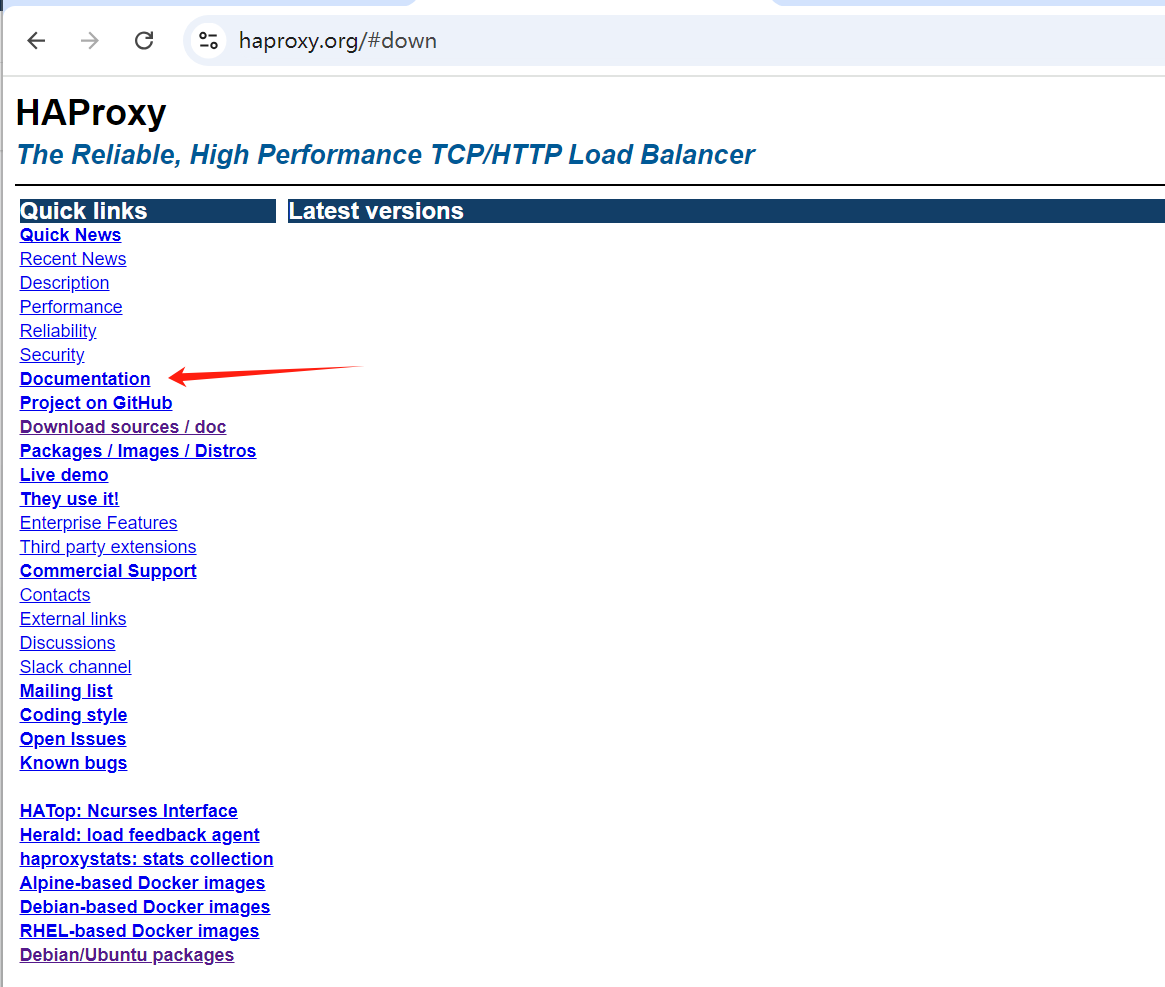 haproxy.org/#down
HAProxy
The Reliable, High Performance TCP/HTTP Load Balancer
Quick links
Latest versions
Quick News
Recent News
Description
Performance
Reliability
Security
Documentation
Project on GitHub
Download sources / doc
Packages / Images / Distros
Live demo
They use it!
Enterprise Features
Third party extensions
Commercial Support
Contacts
External links
Discussions
Slack channel
Mailing list
Coding style
Open Issues
Known bugs
HATop: Ncurses Interface
Herald: load feedback agent
haproxystats: stats collection
Alpine-based Docker images
Debian-based Docker images
RHEL-based Docker images
Debian/Ubuntu packages